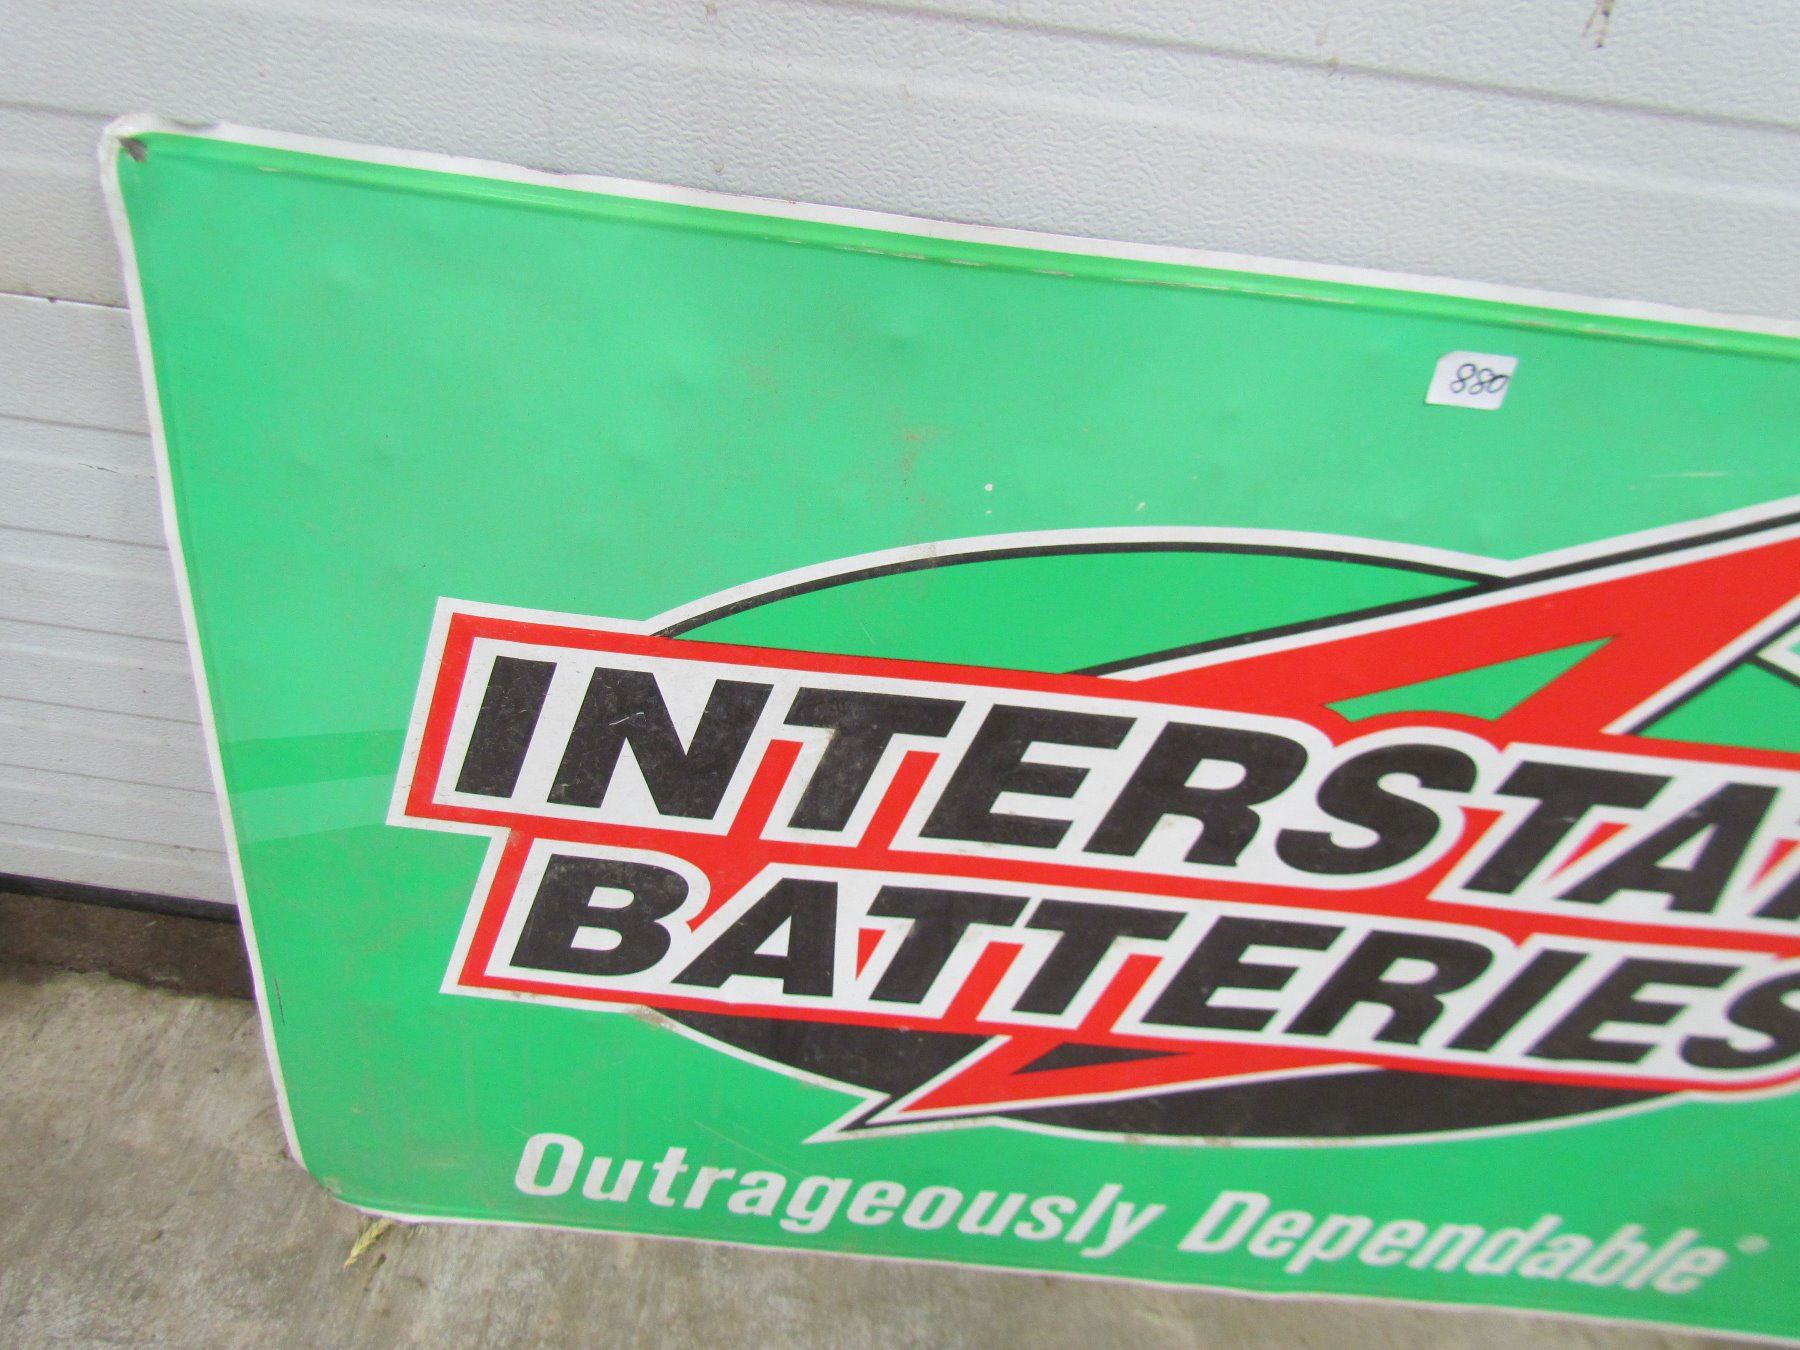 880
INTERSTA
BATTERIES
Outrageously Dependable®